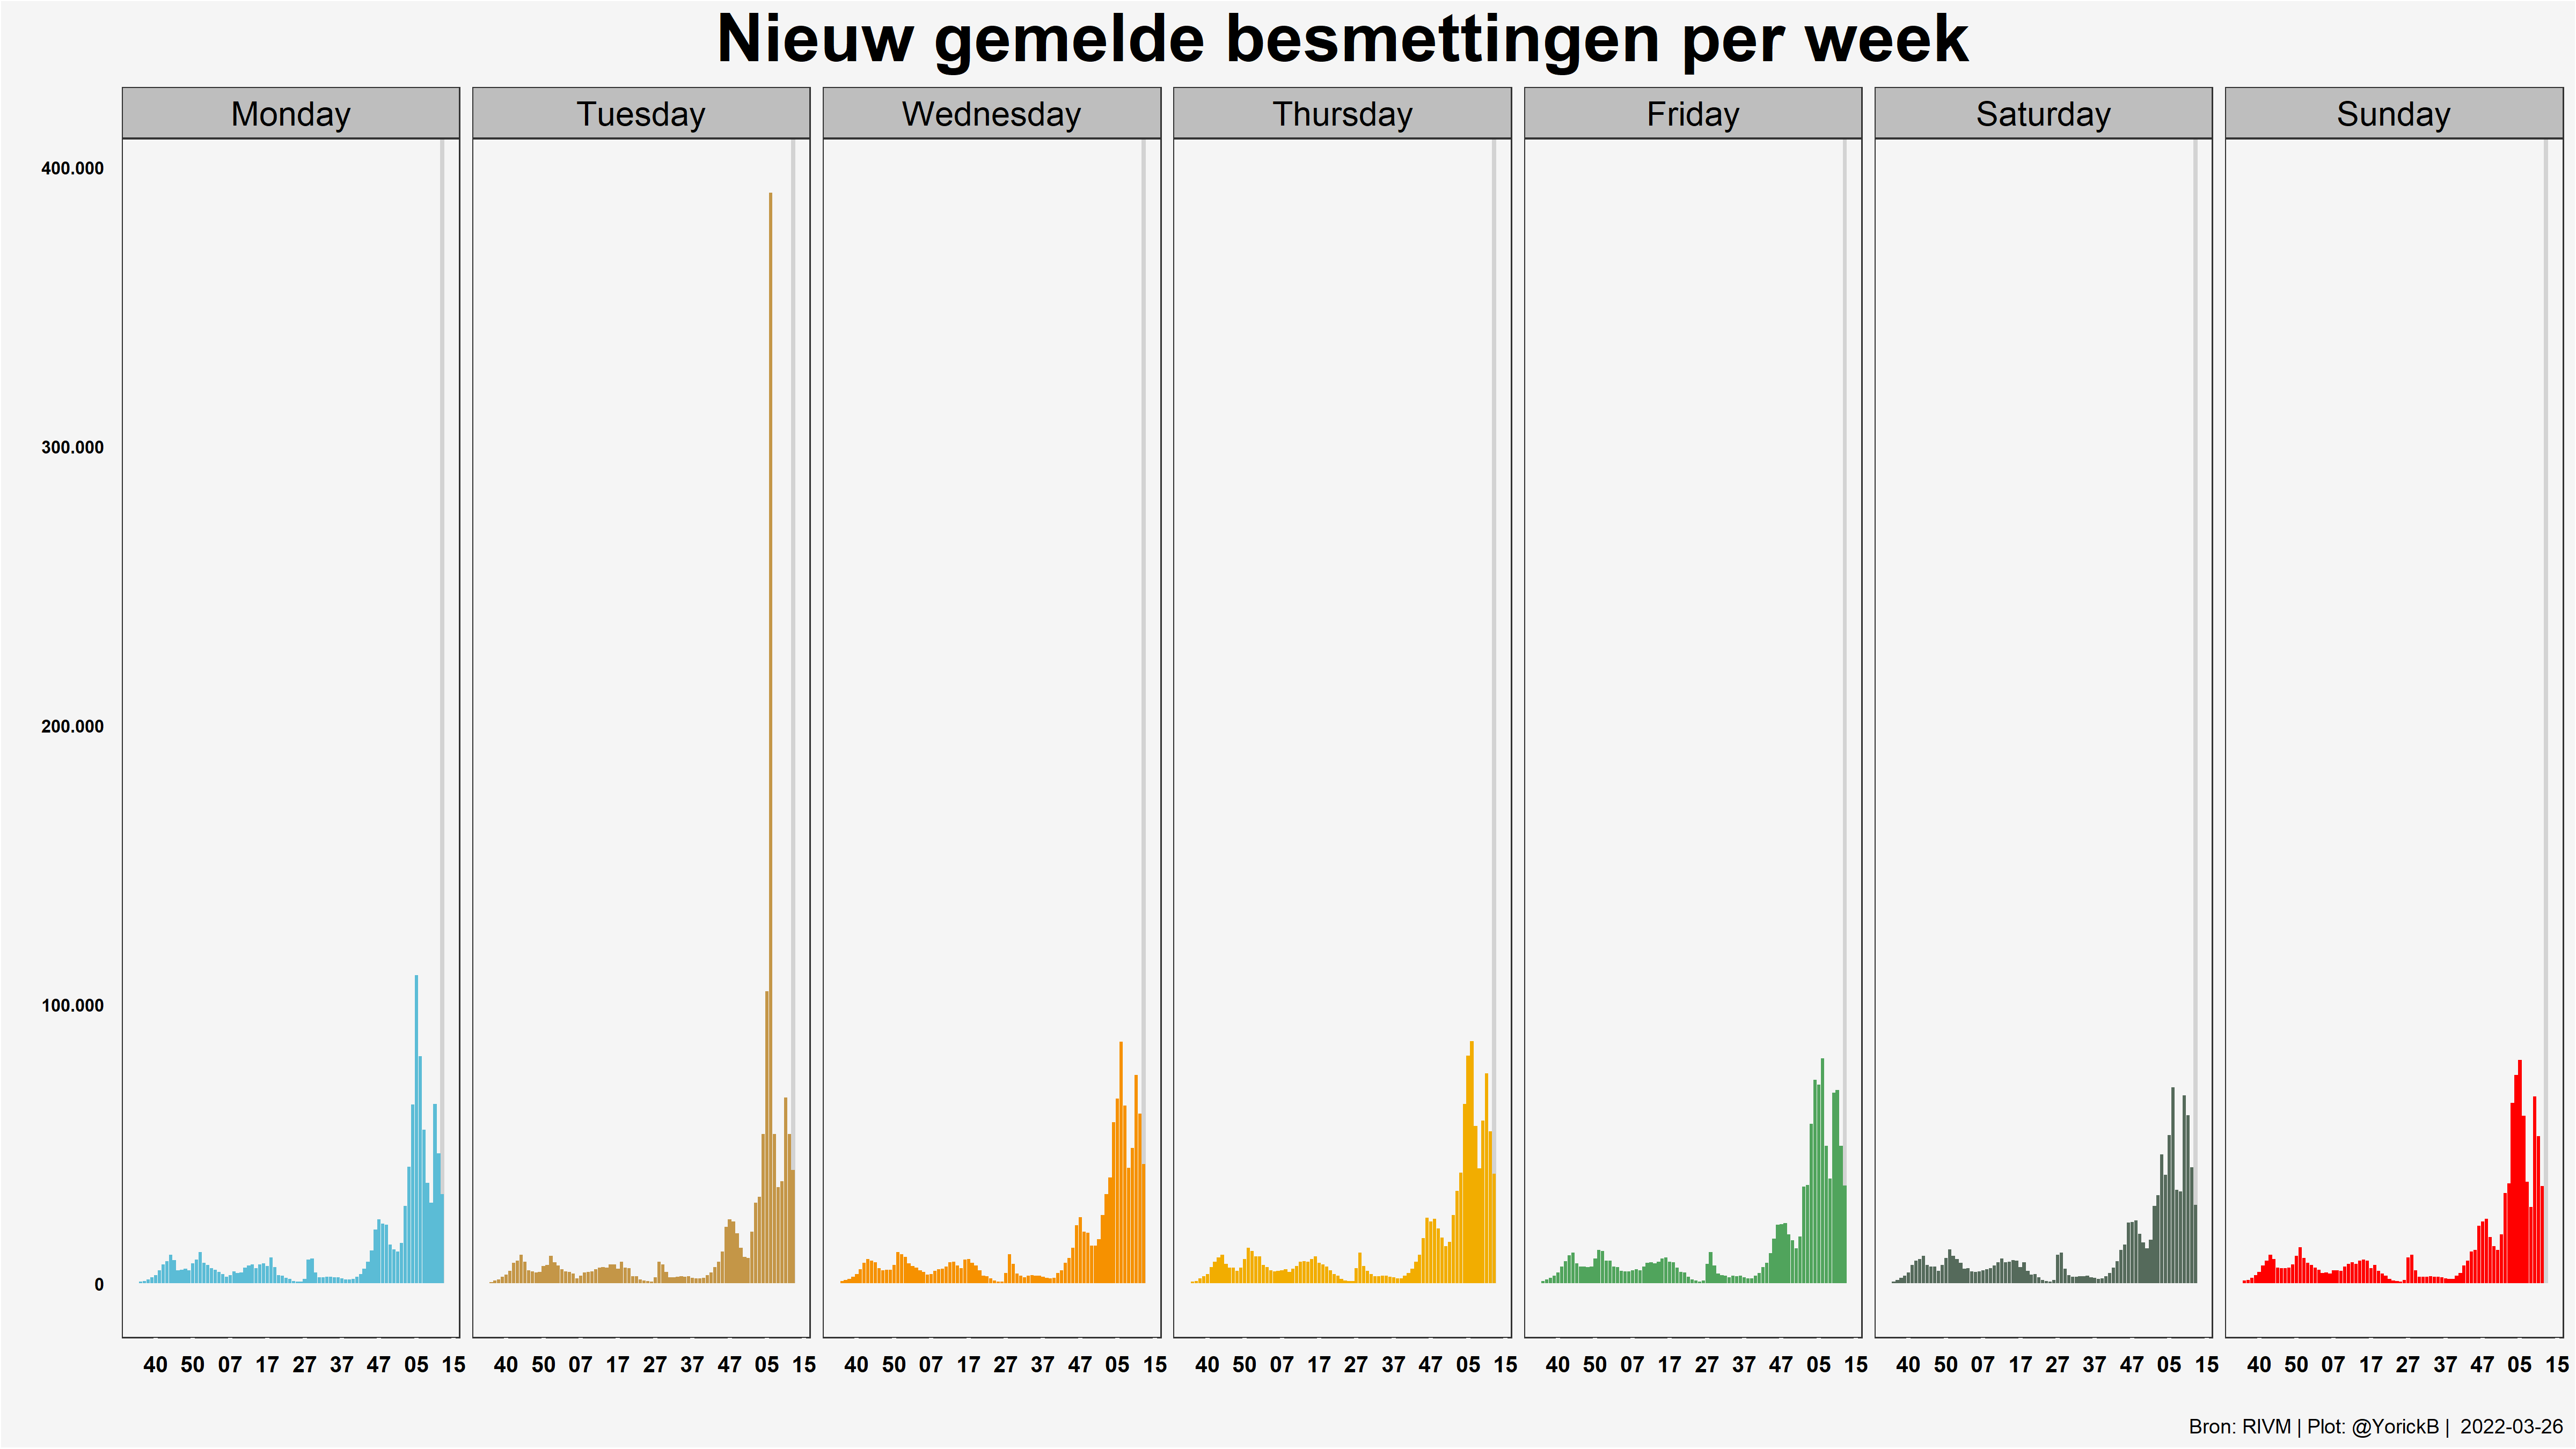 Nieuw gemelde besmettingen per week
Monday Tuesday Wednesday Thursday Friday Saturday Sunday
400.000
300.000
200.000
100.000
0
40 50 07 17 27 37 47 05 15 40 50 07 17 27 37 47 05 15 40 50 07 17 27 37 47 05 15 40 50 07 17 27 37 47 05 15 40 50 07 17 27 37 47 05 15 40 50 07 17 27 37 47 05 15 40 50 07 17 27 37 47 05 15
Bron: RIVM | Plot: @YorickB | 2022-03-26